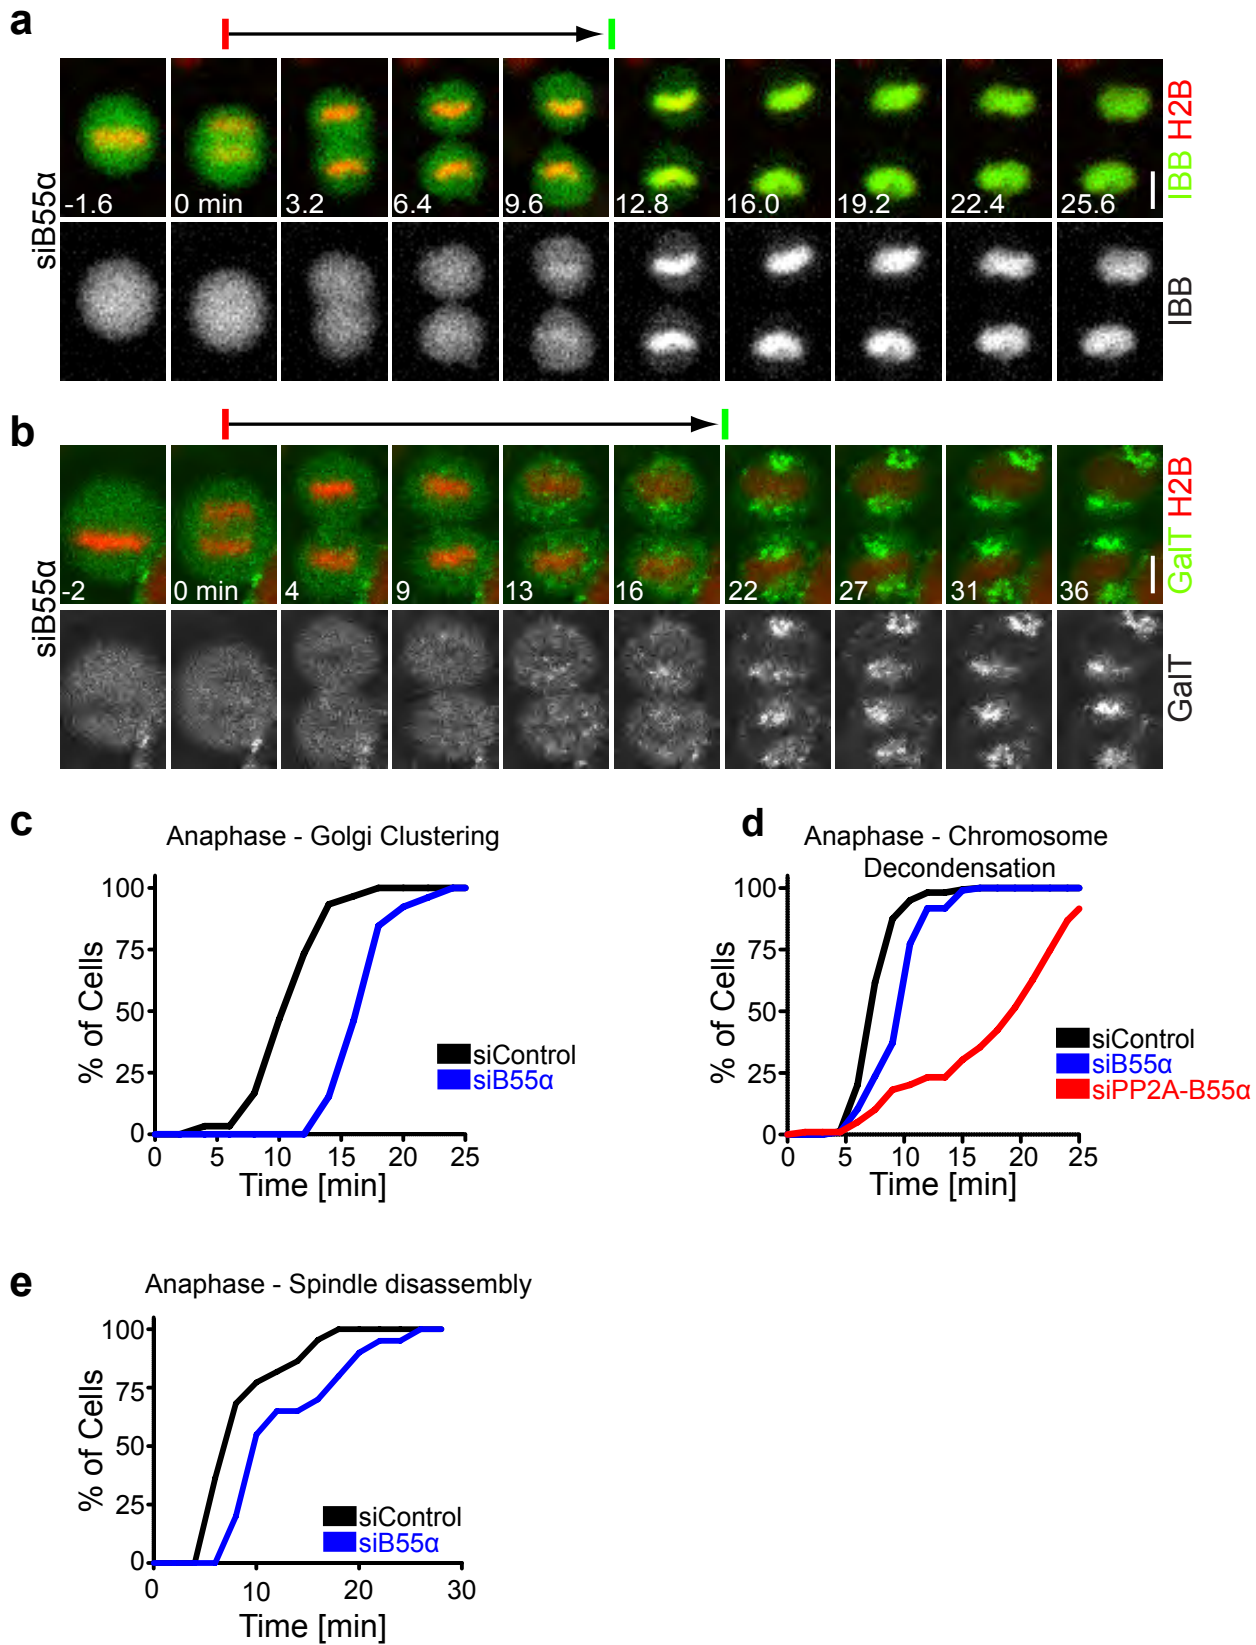 a
siB55α
-1.6
0 min
3.2
6.4
9.6
12.8
16.0
19.2
22.4
25.6
IBB H2B
IBB
b
siB55α
-2
0 min
4
9
13
16
22
27
31
36
GalT H2B
GalT
c
Anaphase - Golgi Clustering
% of Cells
100
75
50
25
0
0 5 10 15 20 25
Time [min]
siControl
siB55α
d
Anaphase - Chromosome
Decondensation
% of Cells
100
75
50
25
0
0 5 10 15 20 25
Time [min]
siControl
siB55α
siPP2A-B55α
e
Anaphase - Spindle disassembly
% of Cells
100
75
50
25
0
0 10 20 30
Time [min]
siControl
siB55α